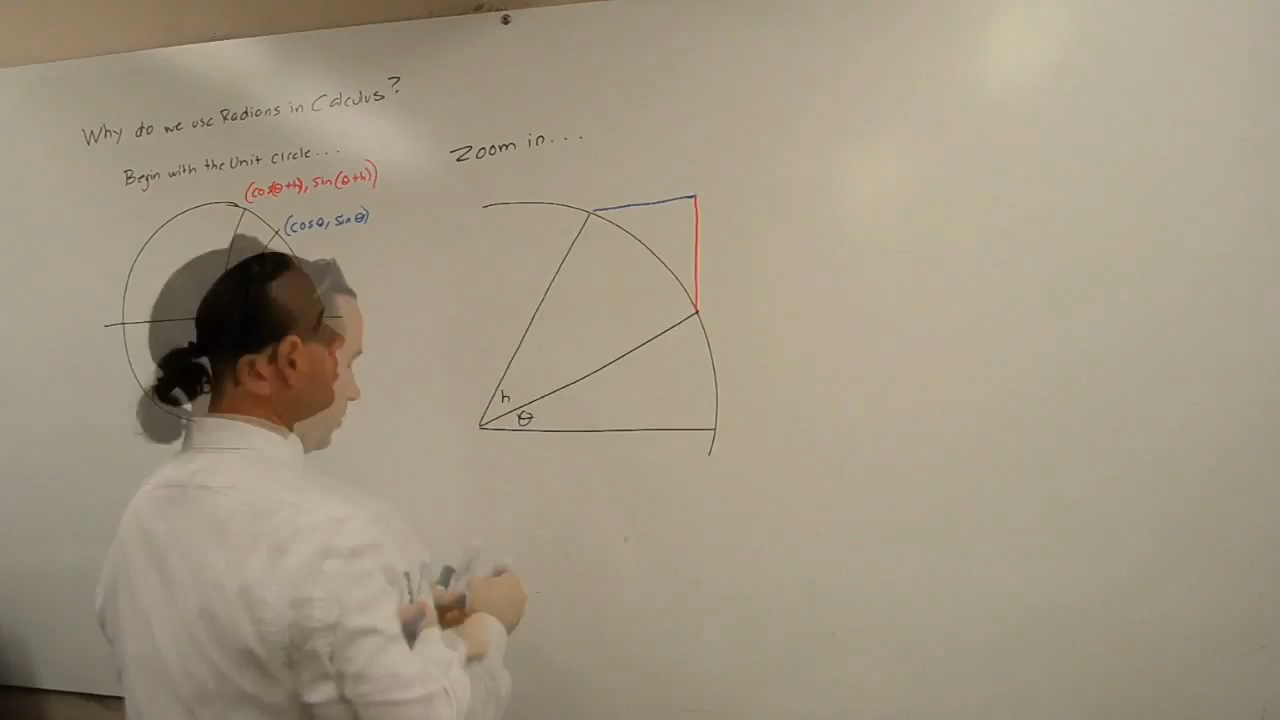 Why do we use Radians in Calculus?
Begin with the Unit Circle...
(cos(θ+h), sin(θ+h))
(cosθ, sinθ)
Zoom in...
h
θ